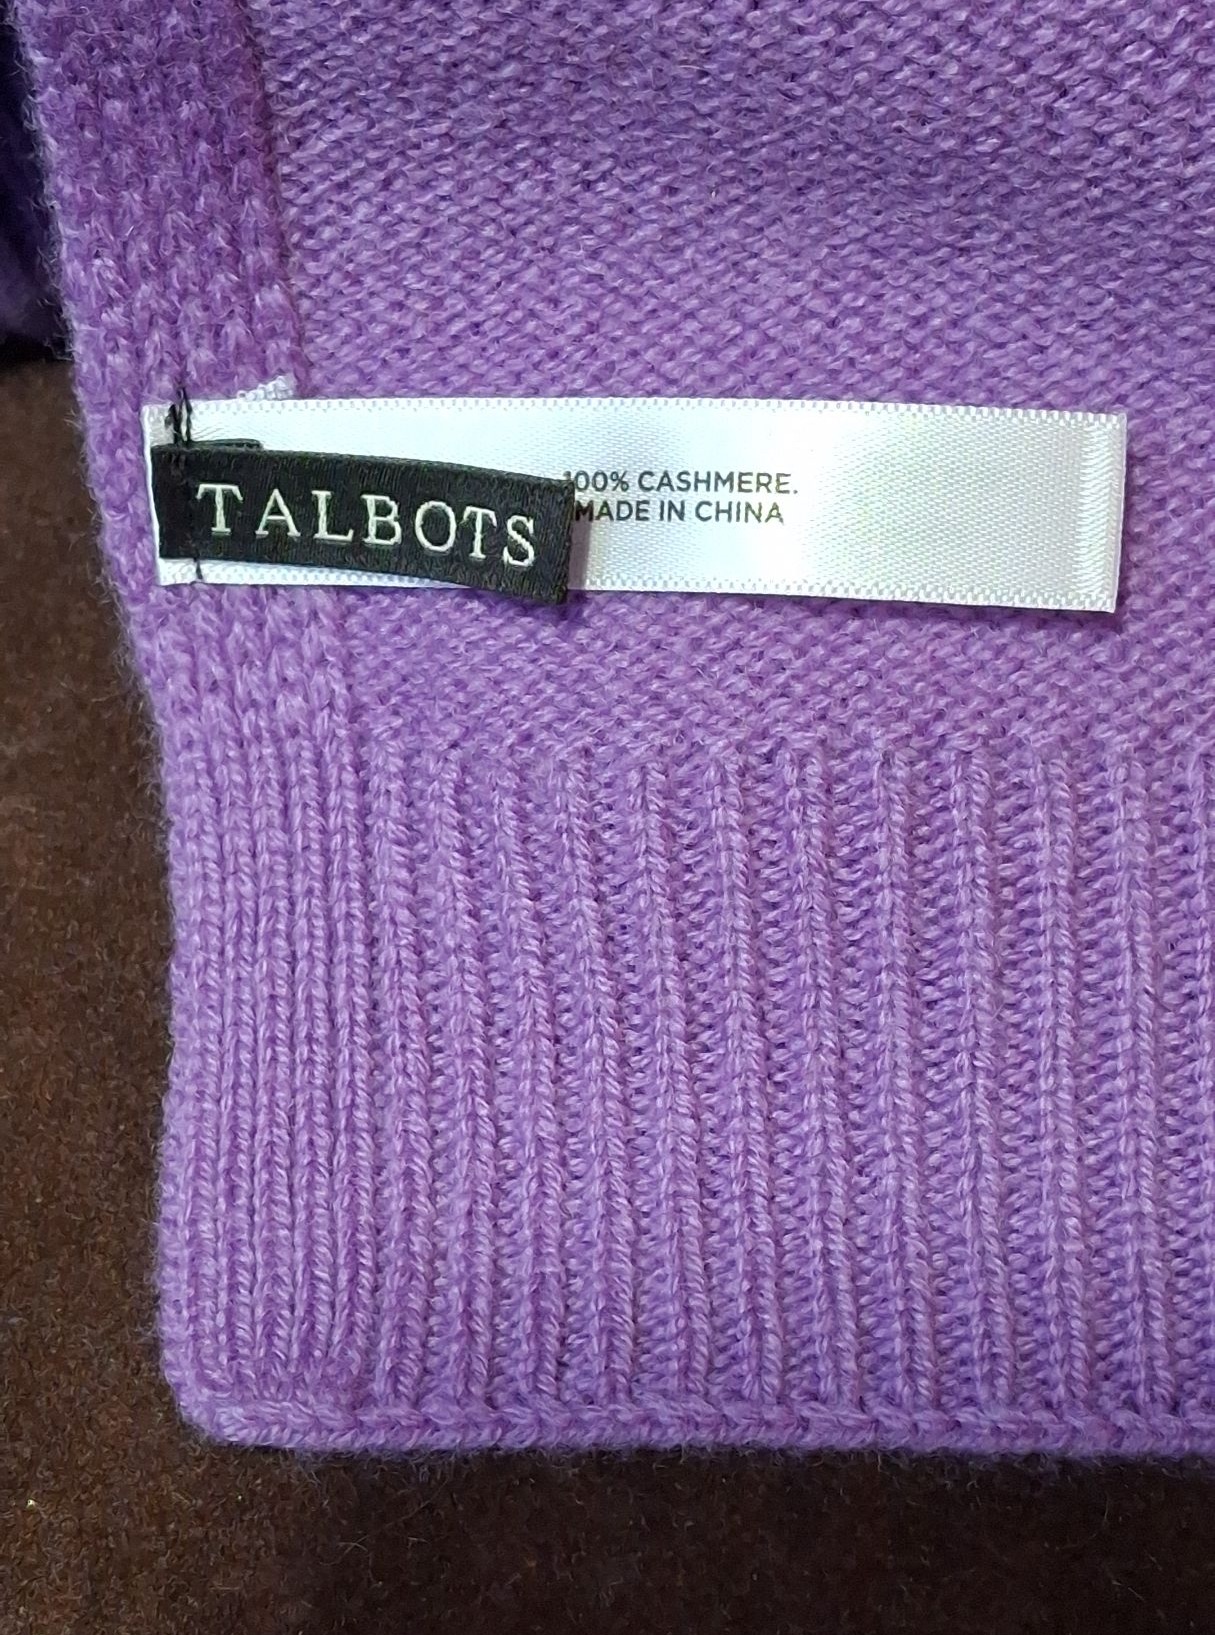 TALBOTS
100% CASHMERE.
MADE IN CHINA